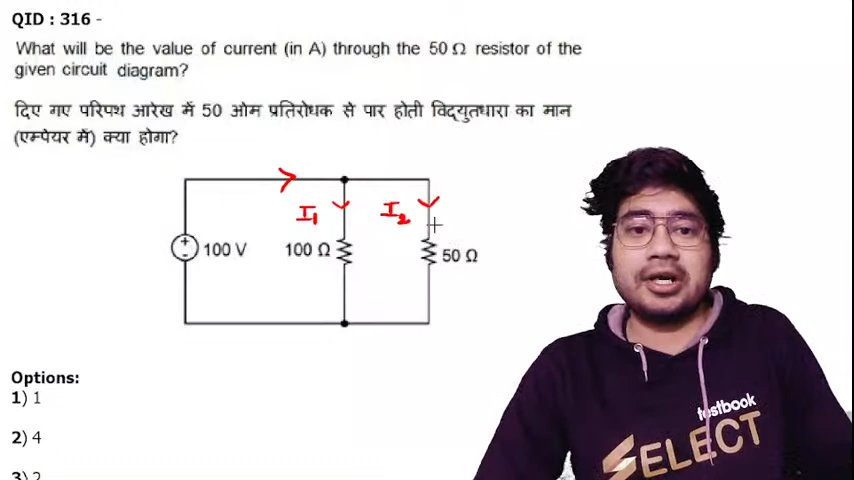 QID : 316 -
What will be the value of current (in A) through the 50 Ω resistor of the
given circuit diagram?
दिए गए परिपथ आरेख में 50 ओम प्रतिरोधक से पार होती विद्युतधारा का मान
(एम्पेयर में) क्या होगा?
I₁ I₂
100 V 100 Ω 50 Ω
Options:
1) 1
2) 4
3) 2
testbook
SELECT